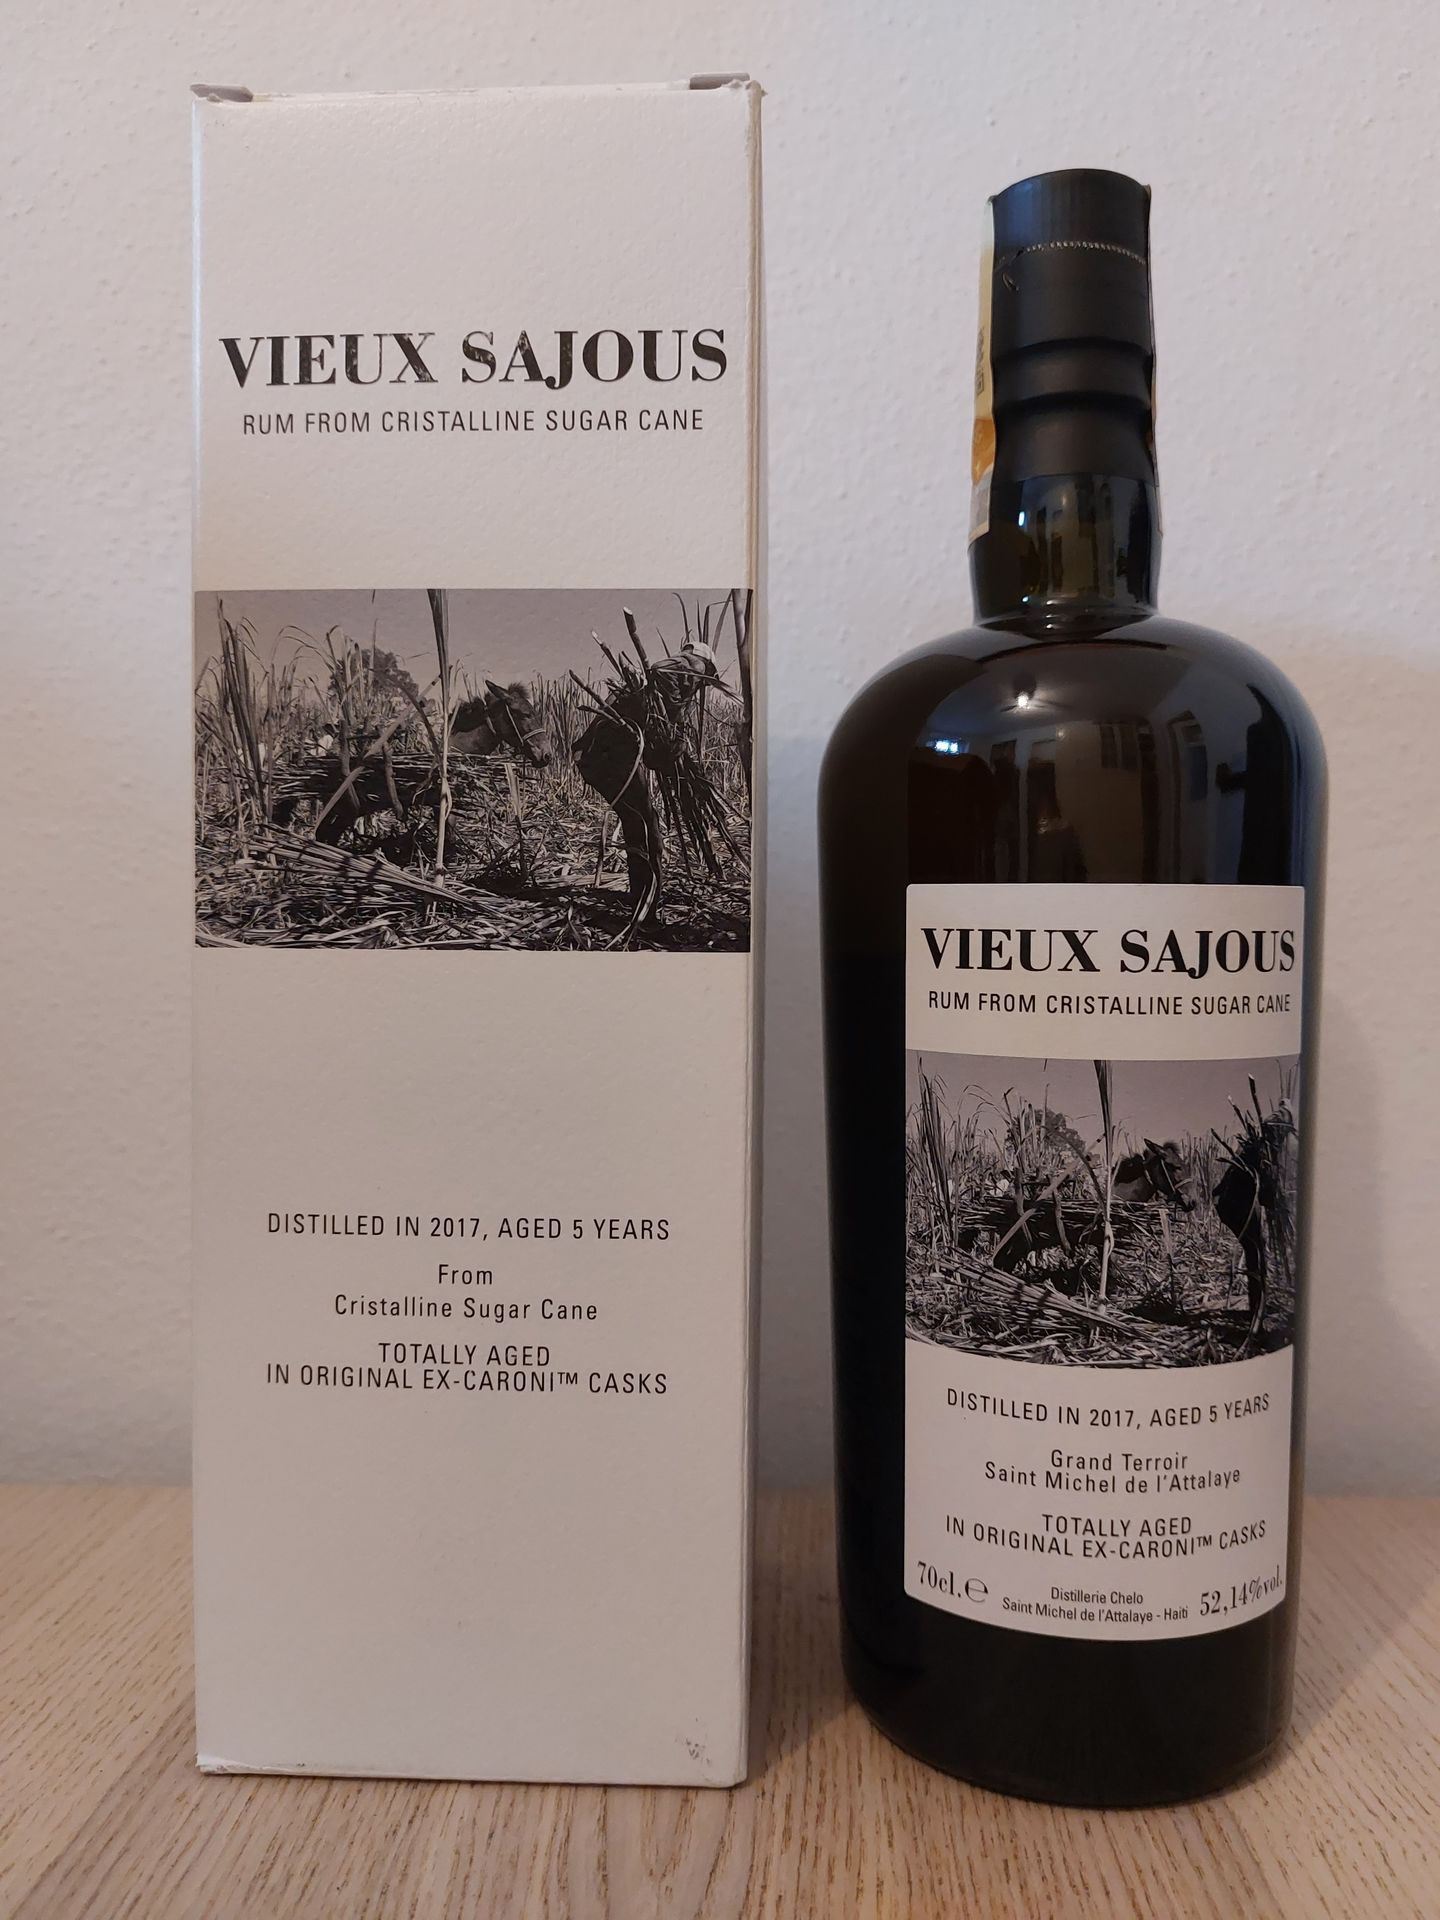 VIEUX SAJOUS
RUM FROM CRISTALLINE SUGAR CANE
DISTILLED IN 2017, AGED 5 YEARS
From
Cristalline Sugar Cane
TOTALLY AGED
IN ORIGINAL EX-CARONI™ CASKS
VIEUX SAJOUS
RUM FROM CRISTALLINE SUGAR CANE
DISTILLED IN 2017, AGED 5 YEARS
Grand Terroir
Saint Michel de l'Attalaye
TOTALLY AGED
IN ORIGINAL EX-CARONI™ CASKS
70cl.℮
Distillerie Chelo
Saint Michel de l'Attalaye - Haiti
52,14%vol.